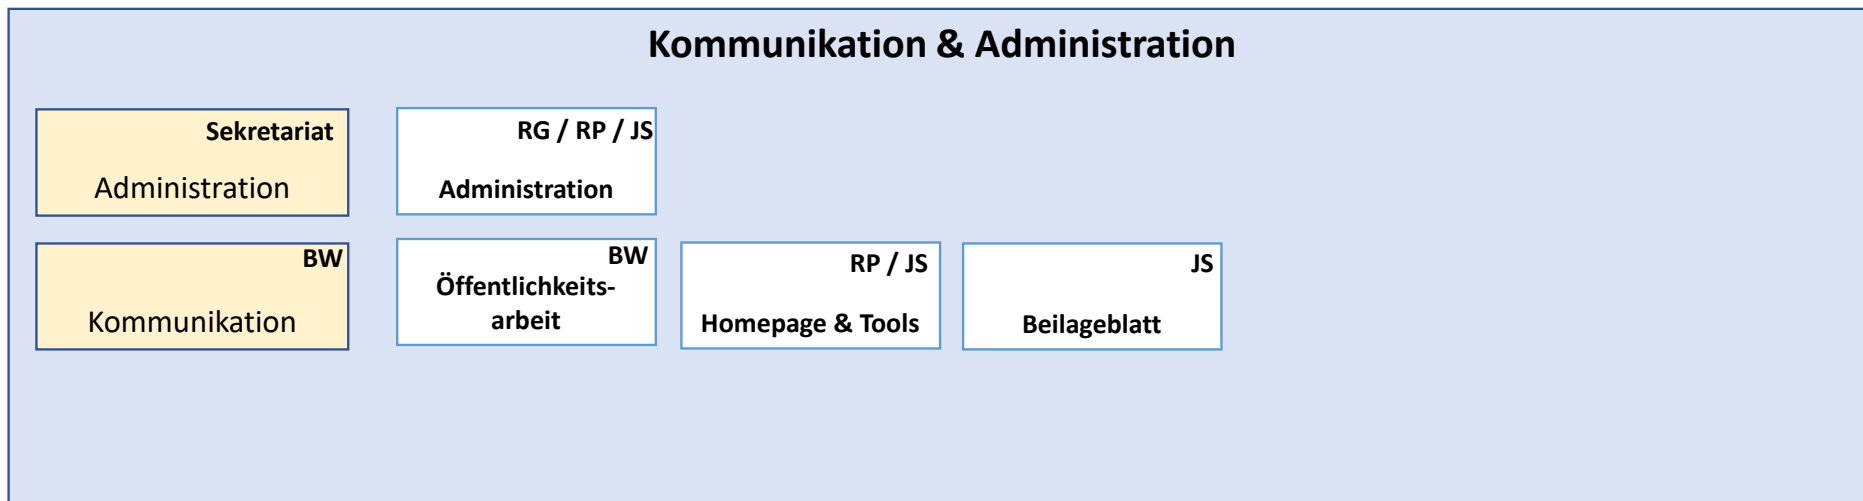 Kommunikation & Administration
Sekretariat
Administration
RG / RP / JS
Administration
BW
Kommunikation
BW
Öffentlichkeits-
arbeit
RP / JS
Homepage & Tools
JS
Beilageblatt